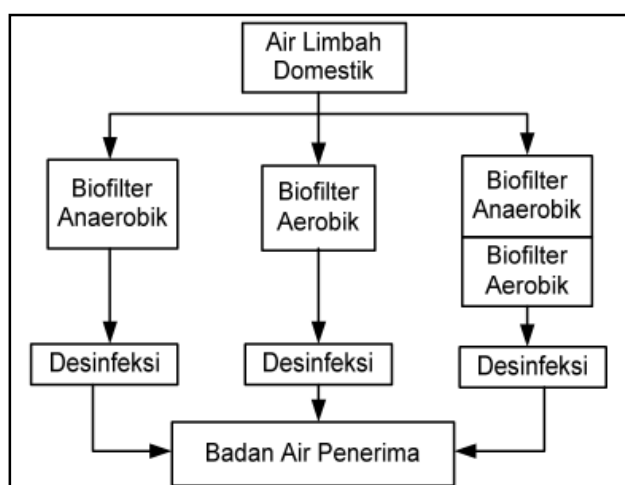 Air Limbah
Domestik
Biofilter
Anaerobik
Biofilter
Aerobik
Biofilter
Anaerobik
Biofilter
Aerobik
Desinfeksi
Desinfeksi
Desinfeksi
Badan Air Penerima